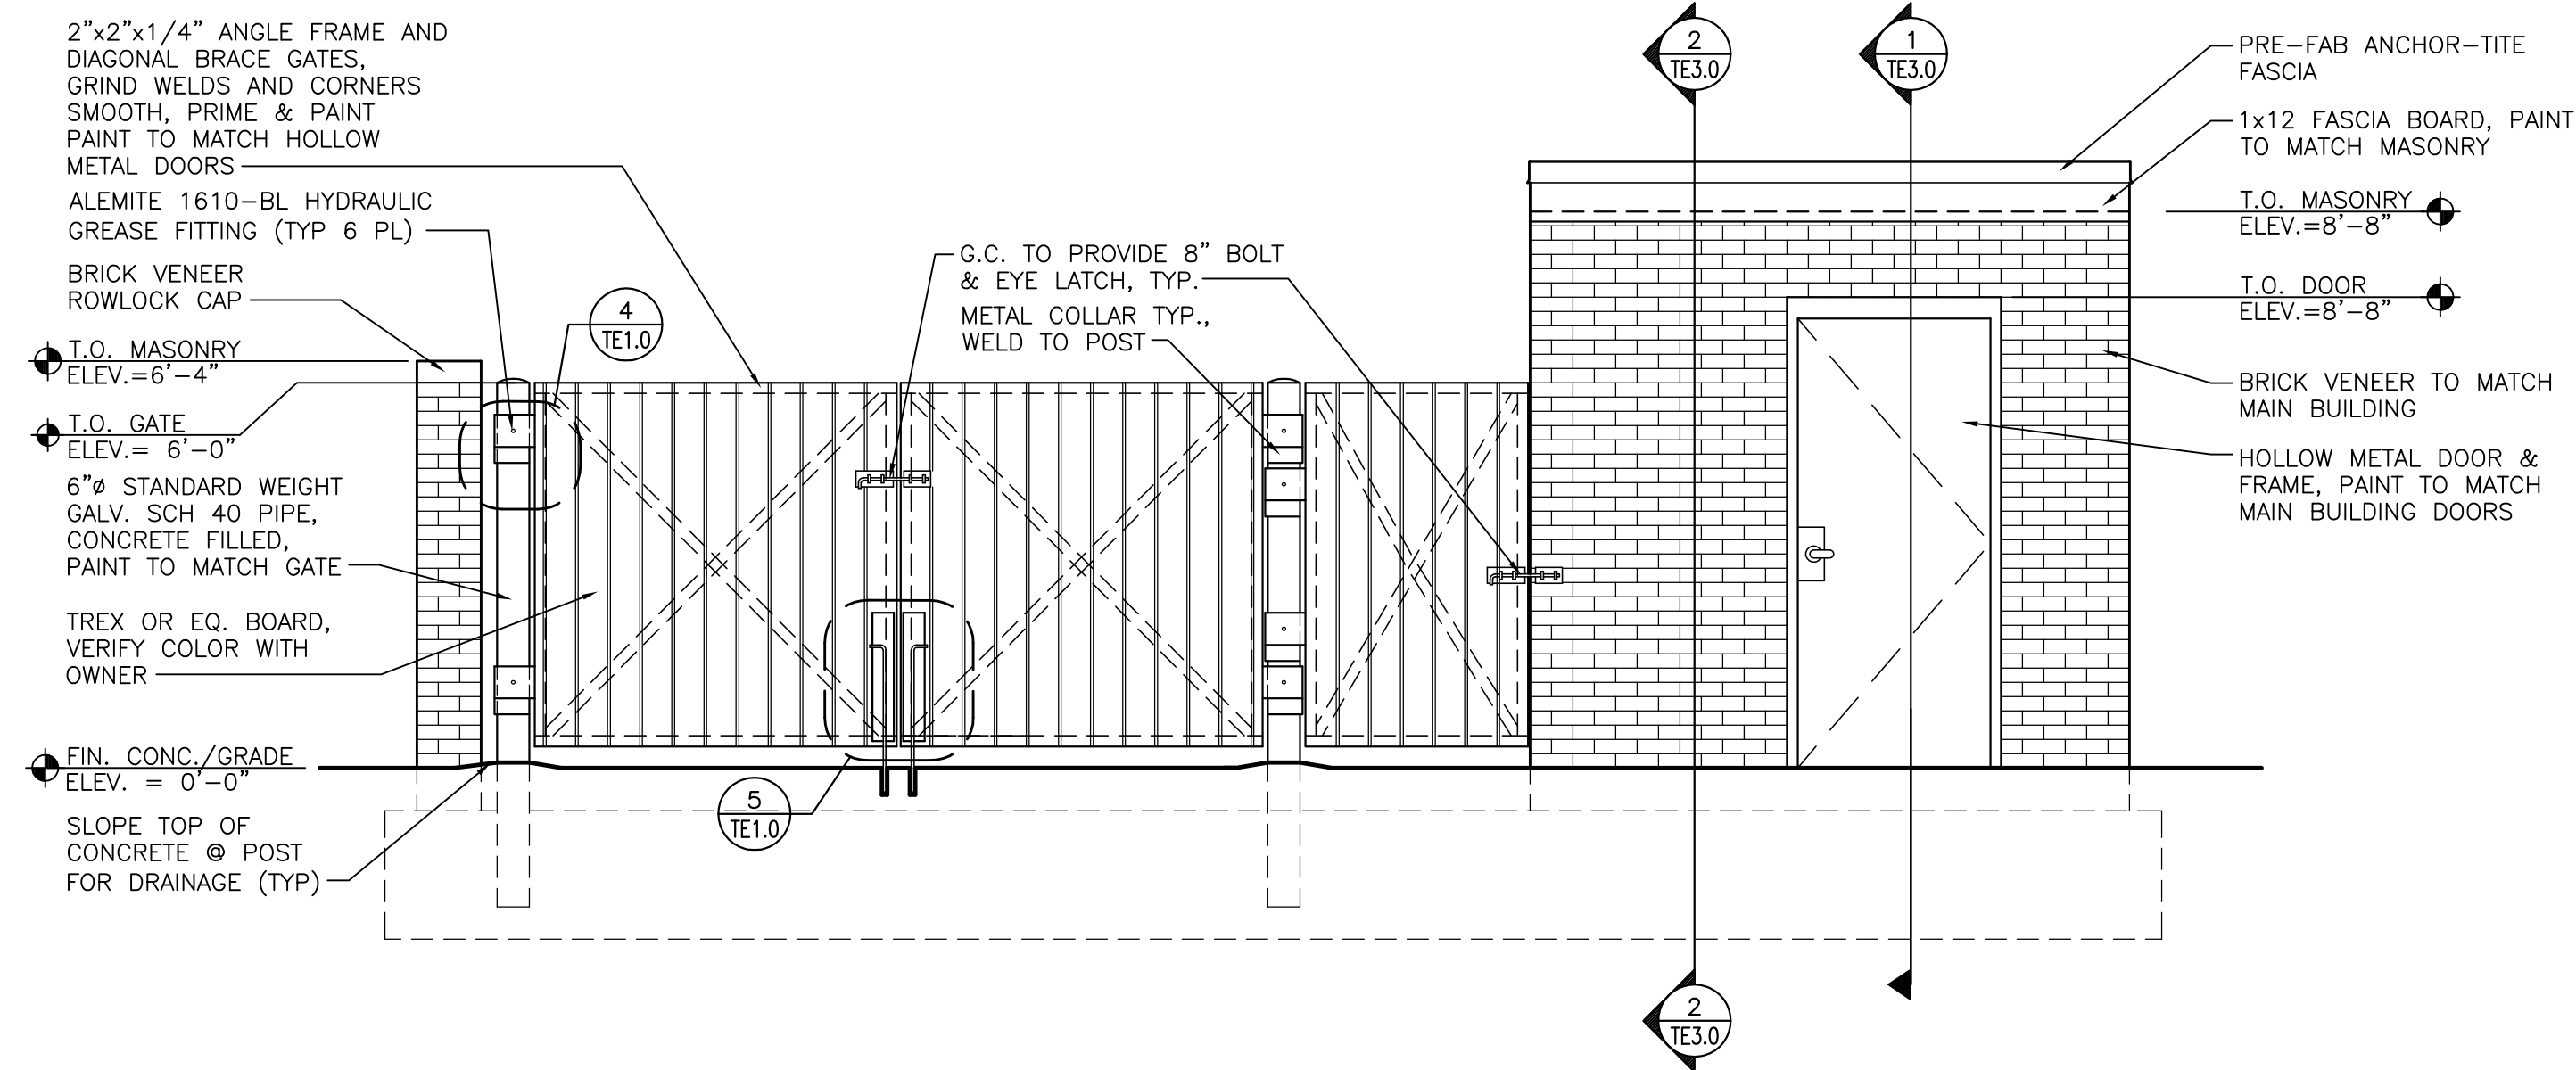 2"x2"x1/4" ANGLE FRAME AND
DIAGONAL BRACE GATES,
GRIND WELDS AND CORNERS
SMOOTH, PRIME & PAINT
PAINT TO MATCH HOLLOW
METAL DOORS
ALEMITE 1610-BL HYDRAULIC
GREASE FITTING (TYP 6 PL)
BRICK VENEER
ROWLOCK CAP
T.O. MASONRY
ELEV.=6'-4"
T.O. GATE
ELEV.= 6'-0"
6"ø STANDARD WEIGHT
GALV. SCH 40 PIPE,
CONCRETE FILLED,
PAINT TO MATCH GATE
TREX OR EQ. BOARD,
VERIFY COLOR WITH
OWNER
FIN. CONC./GRADE
ELEV. = 0'-0"
SLOPE TOP OF
CONCRETE @ POST
FOR DRAINAGE (TYP)
4
TE1.0
5
TE1.0
G.C. TO PROVIDE 8" BOLT
& EYE LATCH, TYP.
METAL COLLAR TYP.,
WELD TO POST
2
TE3.0
1
TE3.0
2
TE3.0
PRE-FAB ANCHOR-TITE
FASCIA
1x12 FASCIA BOARD, PAINT
TO MATCH MASONRY
T.O. MASONRY
ELEV.=8'-8"
T.O. DOOR
ELEV.=8'-8"
BRICK VENEER TO MATCH
MAIN BUILDING
HOLLOW METAL DOOR &
FRAME, PAINT TO MATCH
MAIN BUILDING DOORS